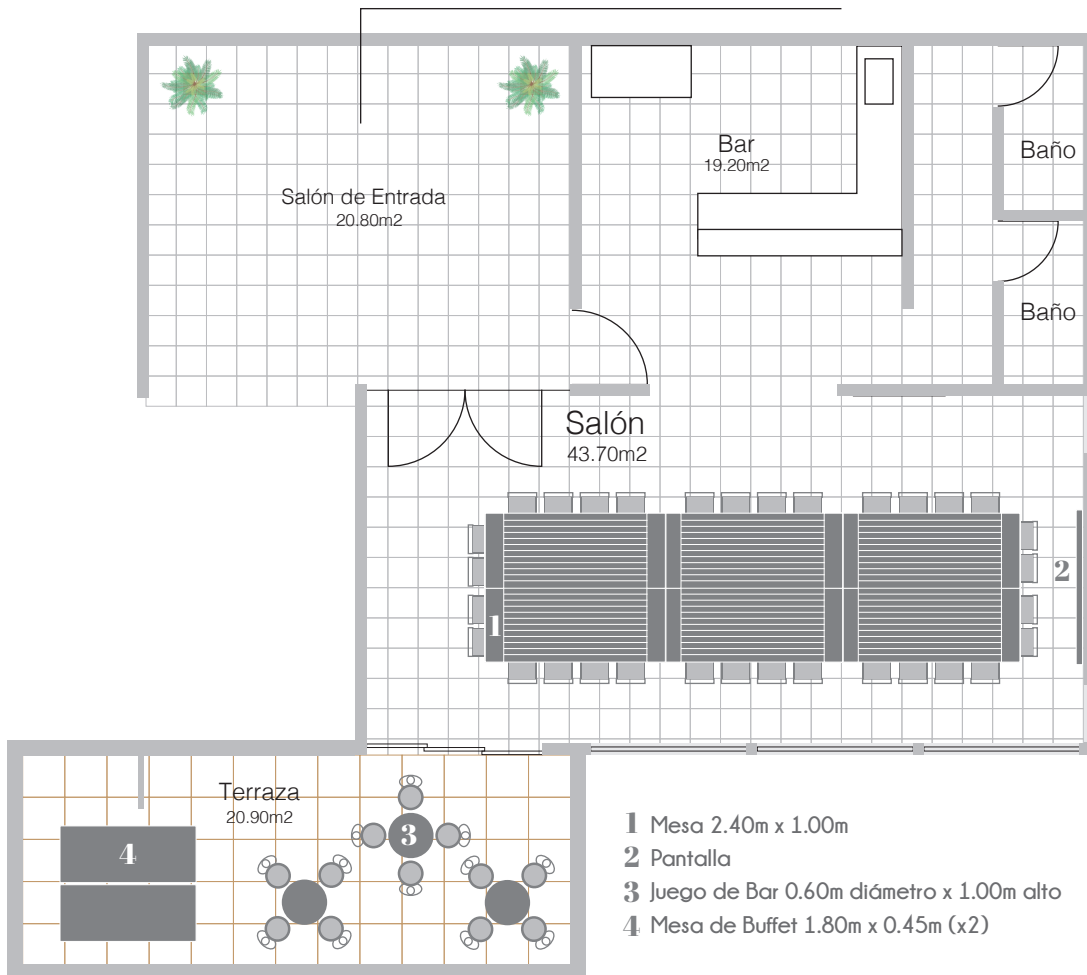 Bar
19.20m2
Baño
Salón de Entrada
20.80m2
Baño
Salón
43.70m2
2
1
Terraza
20.90m2
3
4
1 Mesa 2.40m x 1.00m
2 Pantalla
3 Juego de Bar 0.60m diámetro x 1.00m alto
4 Mesa de Buffet 1.80m x 0.45m (x2)